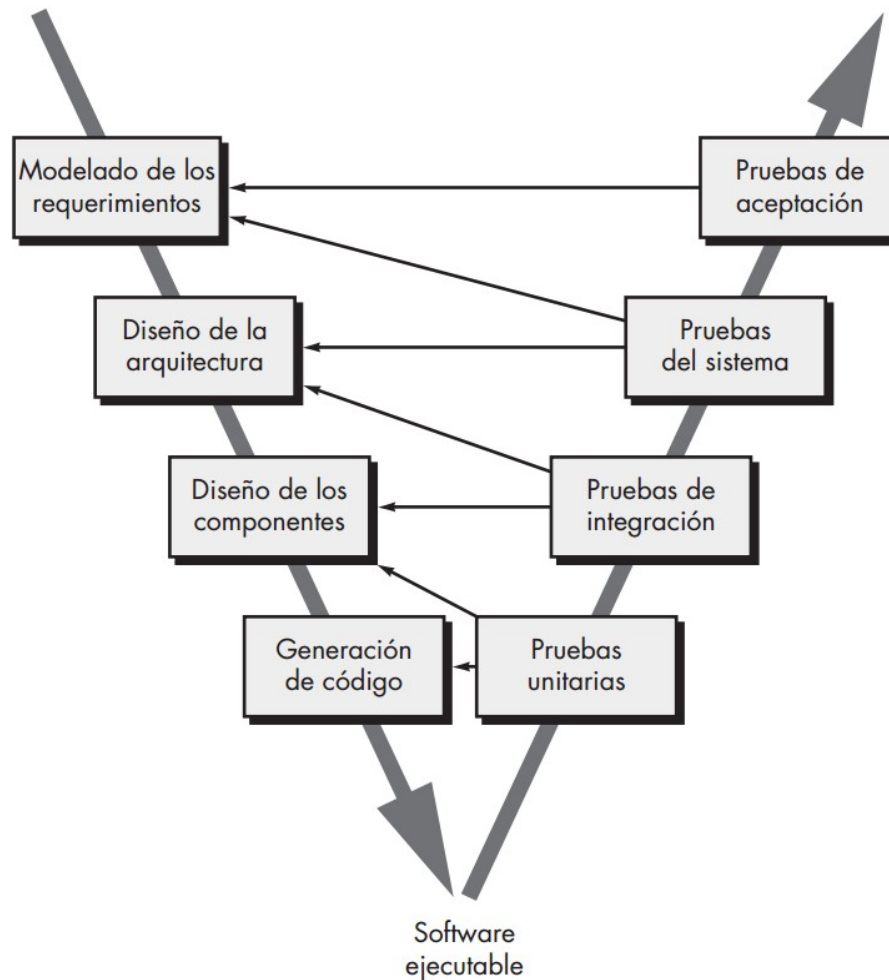 Modelado de los
requerimientos
Pruebas de
aceptación
Diseño de la
arquitectura
Pruebas
del sistema
Diseño de los
componentes
Pruebas de
integración
Generación
de código
Pruebas
unitarias
Software
ejecutable